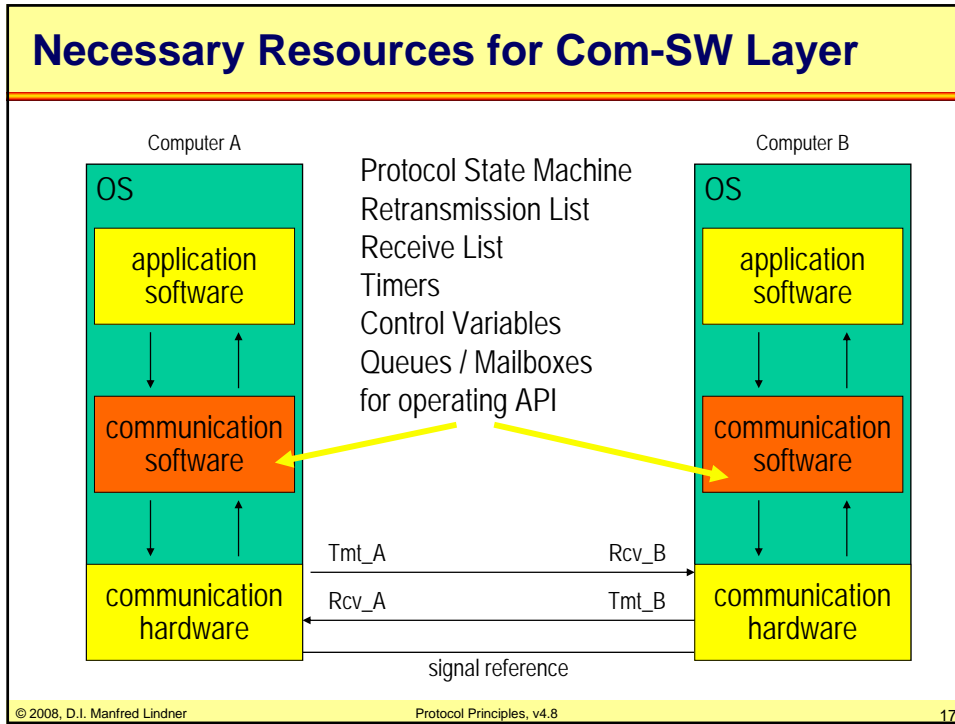 Necessary Resources for Com-SW Layer
Computer A
OS
application
software
communication
software
communication
hardware
Protocol State Machine
Retransmission List
Receive List
Timers
Control Variables
Queues / Mailboxes
for operating API
Tmt_A
Rcv_B
Rcv_A
Tmt_B
signal reference
Computer B
OS
application
software
communication
software
communication
hardware
© 2008, D.I. Manfred Lindner
Protocol Principles, v4.8
17